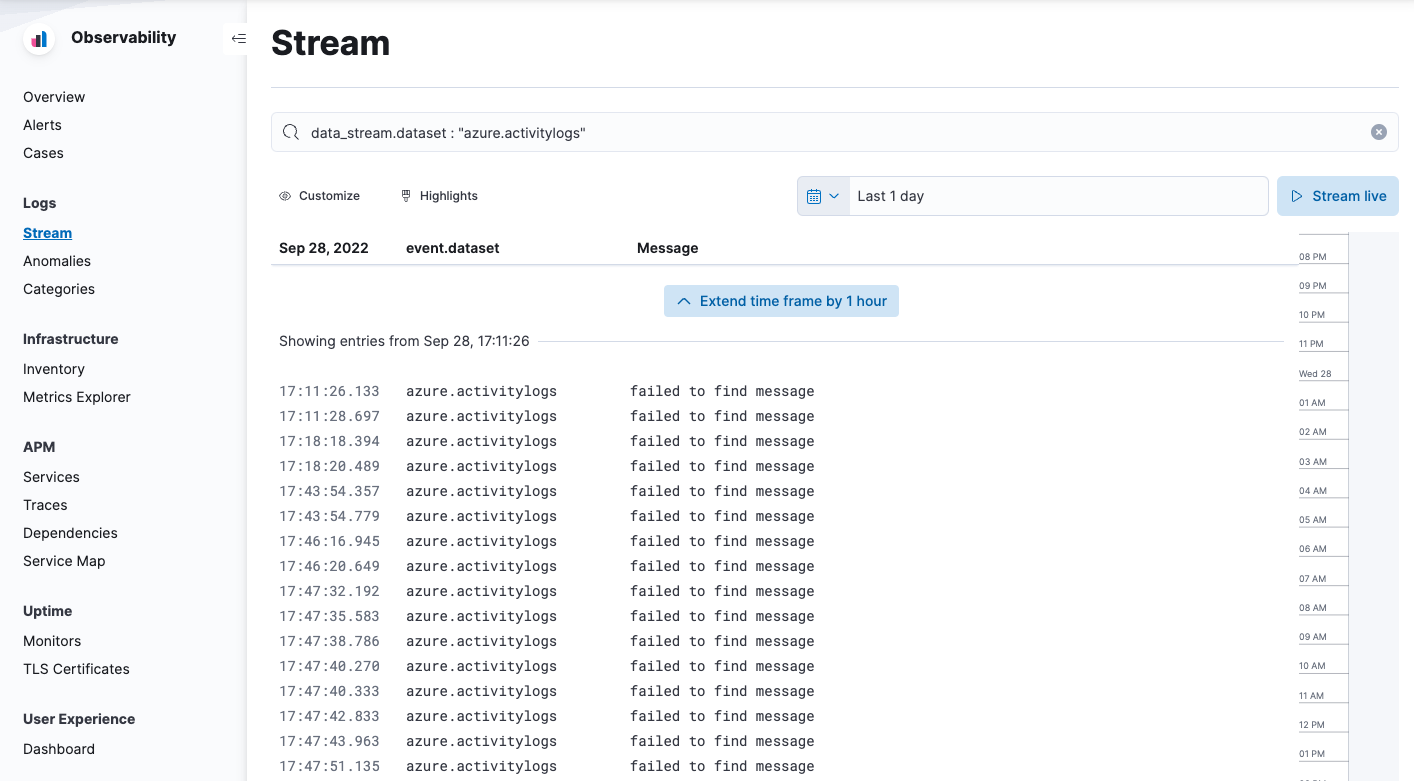 Observability
Overview
Alerts
Cases
Logs
Stream
Anomalies
Categories
Infrastructure
Inventory
Metrics Explorer
APM
Services
Traces
Dependencies
Service Map
Uptime
Monitors
TLS Certificates
User Experience
Dashboard
Stream
data_stream.dataset : "azure.activitylogs"
Customize Highlights Last 1 day Stream live
Sep 28, 2022 event.dataset Message
Extend time frame by 1 hour
Showing entries from Sep 28, 17:11:26
17:11:26.133 azure.activitylogs failed to find message
17:11:28.697 azure.activitylogs failed to find message
17:18:18.394 azure.activitylogs failed to find message
17:18:20.489 azure.activitylogs failed to find message
17:43:54.357 azure.activitylogs failed to find message
17:43:54.779 azure.activitylogs failed to find message
17:46:16.945 azure.activitylogs failed to find message
17:46:20.649 azure.activitylogs failed to find message
17:47:32.192 azure.activitylogs failed to find message
17:47:35.583 azure.activitylogs failed to find message
17:47:38.786 azure.activitylogs failed to find message
17:47:40.270 azure.activitylogs failed to find message
17:47:40.333 azure.activitylogs failed to find message
17:47:42.833 azure.activitylogs failed to find message
17:47:43.963 azure.activitylogs failed to find message
17:47:51.135 azure.activitylogs failed to find message
08 PM
09 PM
10 PM
11 PM
Wed 28
01 AM
02 AM
03 AM
04 AM
05 AM
06 AM
07 AM
08 AM
09 AM
10 AM
11 AM
12 PM
01 PM